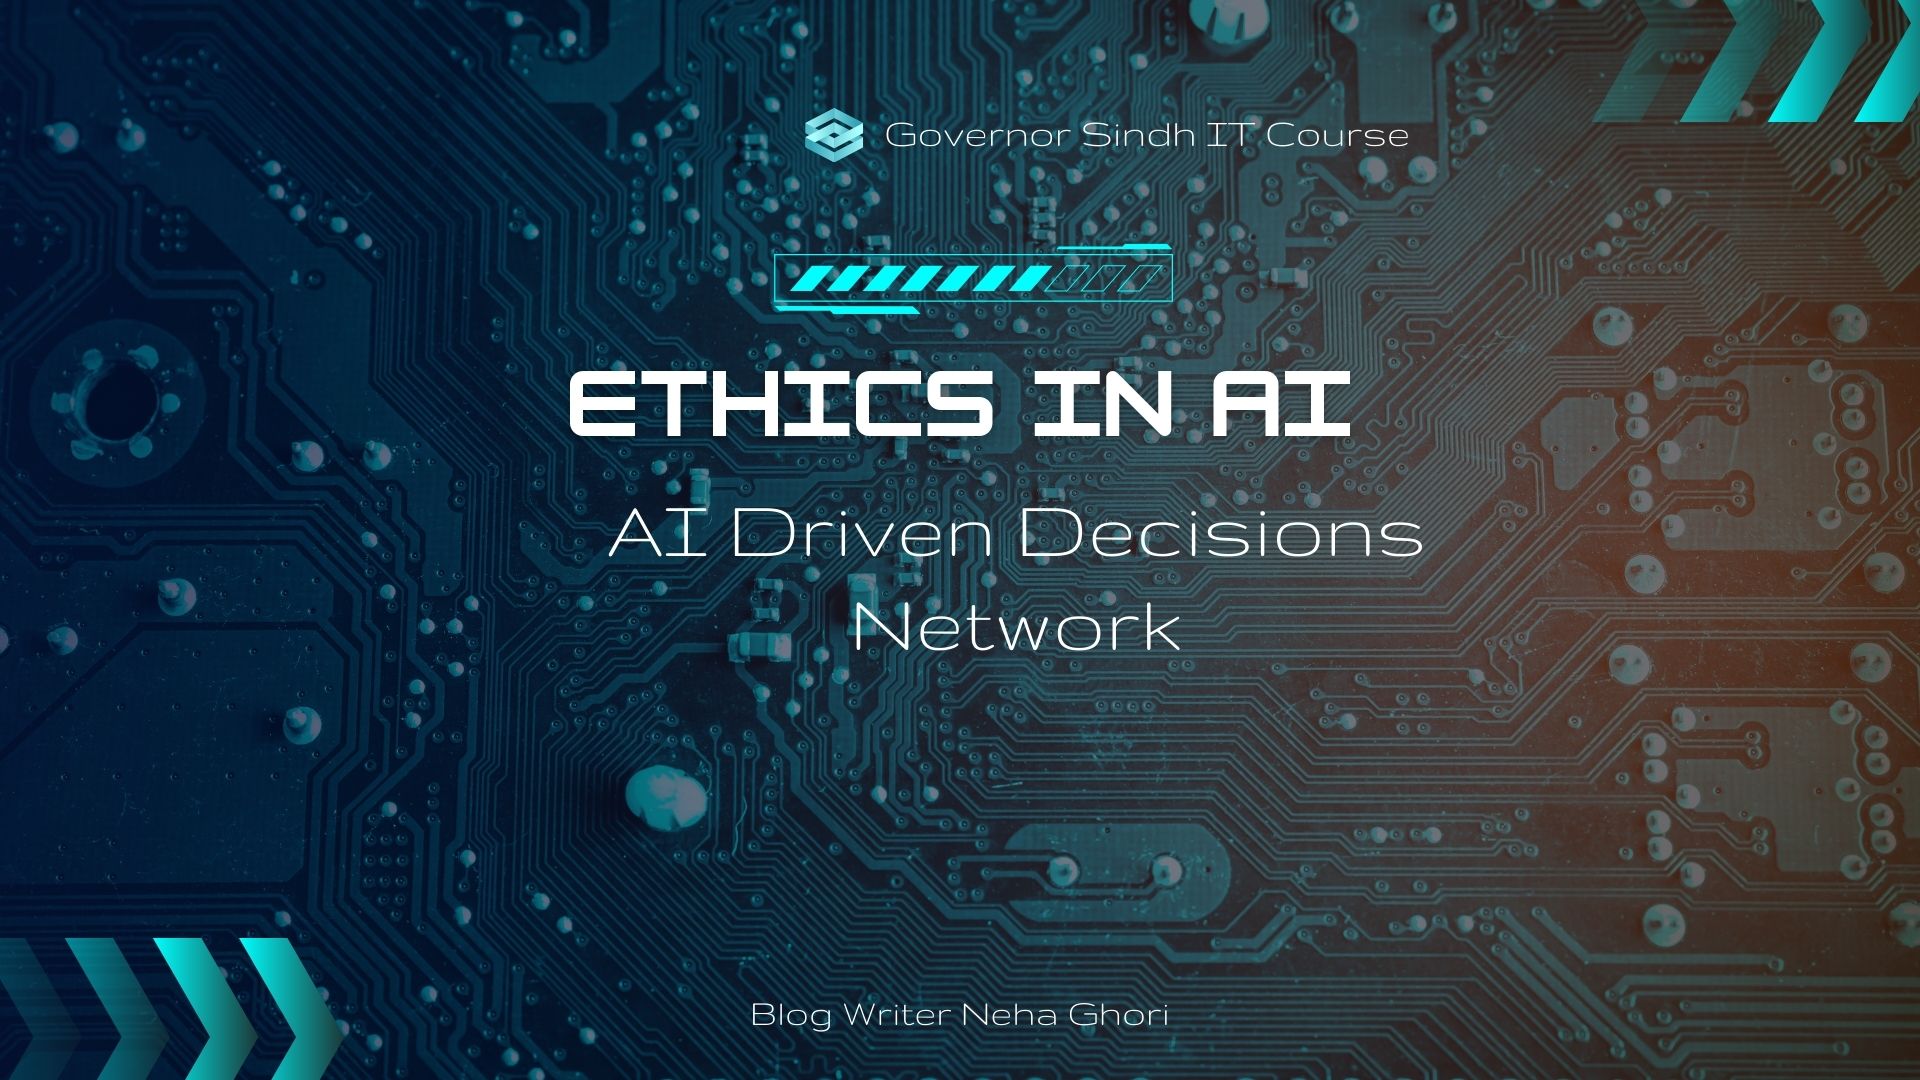 Governor Sindh IT Course
ETHICS IN AI
AI Driven Decisions
Network
Blog Writer Neha Ghori